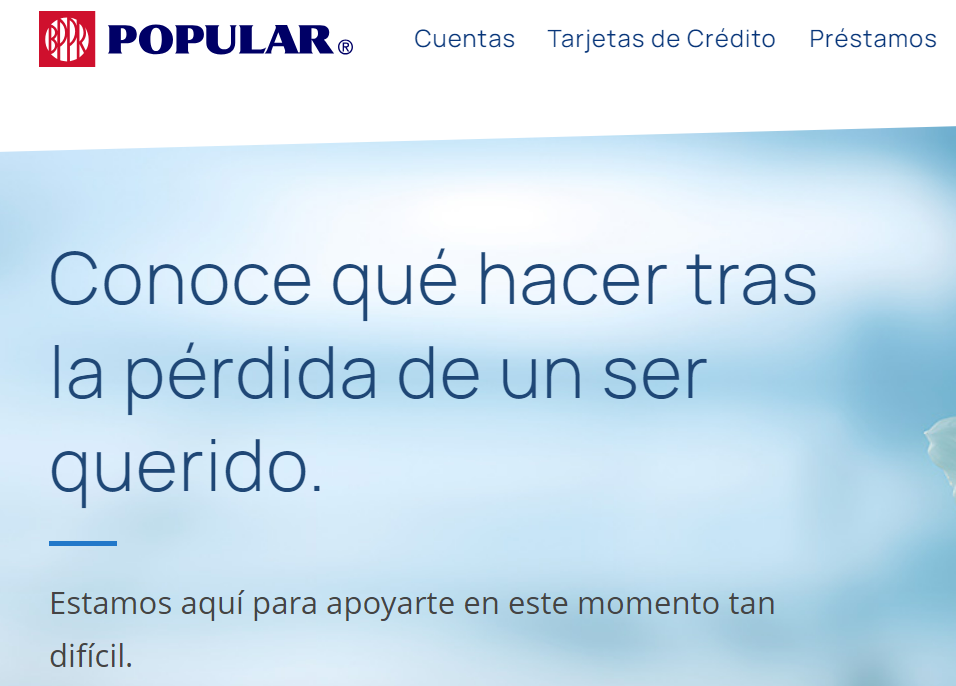 BPPR POPULAR® Cuentas Tarjetas de Crédito Préstamos
Conoce qué hacer tras
la pérdida de un ser
querido.
Estamos aquí para apoyarte en este momento tan
difícil.